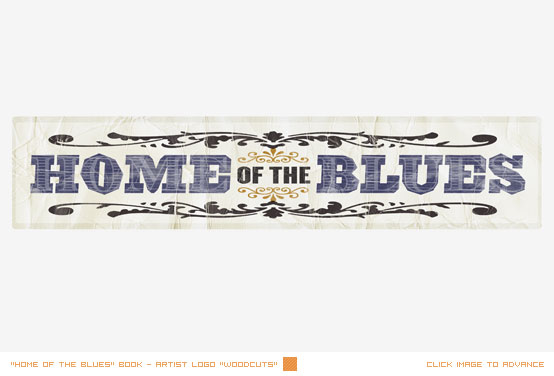 HOME OF THE BLUES
"HOME OF THE BLUES" BOOK - ARTIST LOGO "WOODCUTS"
CLICK IMAGE TO ADVANCE